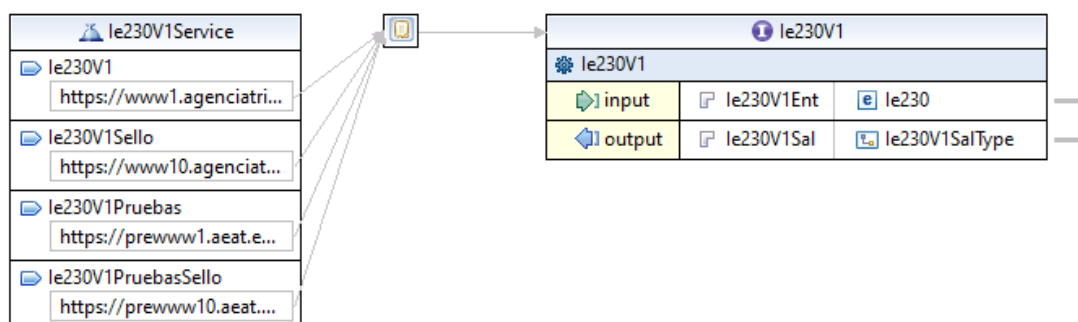 Ie230V1Service
Ie230V1
https://www1.agenciatri...
Ie230V1Sello
https://www10.agenciat...
Ie230V1Pruebas
https://prewww1.aeat.e...
Ie230V1PruebasSello
https://prewww10.aeat....
Ie230V1
Ie230V1
input Ie230V1Ent e Ie230
output Ie230V1Sal Ie230V1SalType